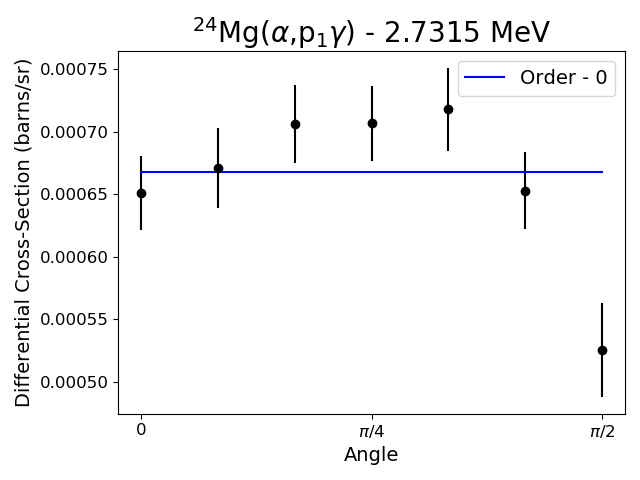 ²⁴Mg(α,p₁γ) - 2.7315 MeV
Order - 0
Differential Cross-Section (barns/sr)
0.00075
0.00070
0.00065
0.00060
0.00055
0.00050
0
π/4
π/2
Angle